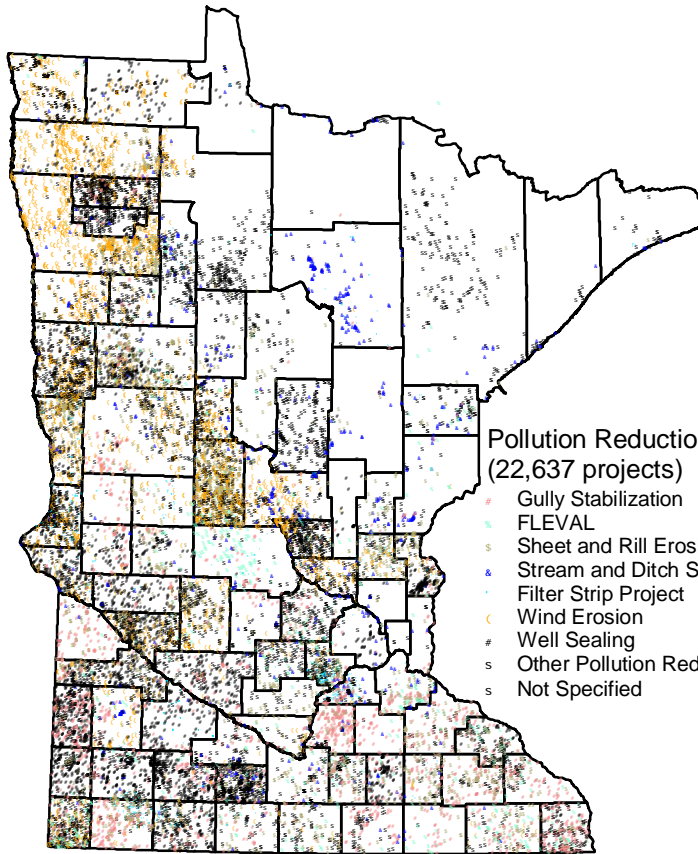 Pollution Reductio
(22,637 projects)
# Gully Stabilization
% FLEVAL
$ Sheet and Rill Eros
& Stream and Ditch S
' Filter Strip Project
( Wind Erosion
# Well Sealing
s Other Pollution Red
s Not Specified